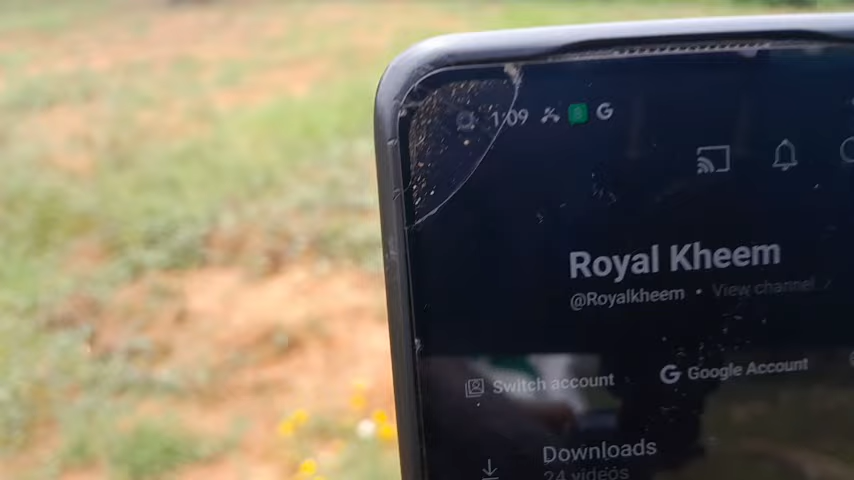 1:09 G
Royal Kheem
@Royalkheem • View channel
Switch account
G Google Account
Downloads
24 videos